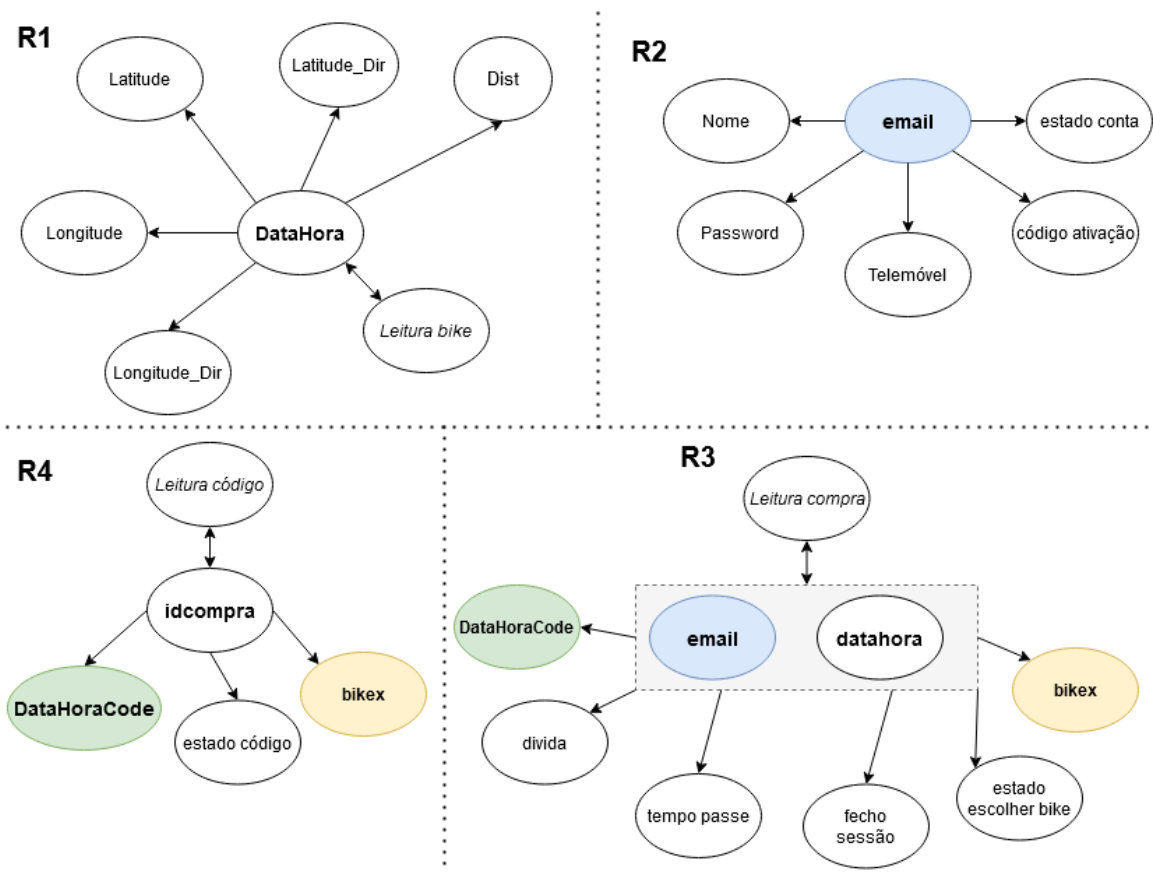 R1
Latitude
Latitude_Dir
Dist
Longitude
DataHora
Longitude_Dir
Leitura bike
R2
Nome
email
estado conta
Password
Telemóvel
código ativação
R4
Leitura código
idcompra
DataHoraCode
estado código
bikex
R3
Leitura compra
DataHoraCode
email
datahora
bikex
divida
tempo passe
fecho
sessão
estado
escolher bike